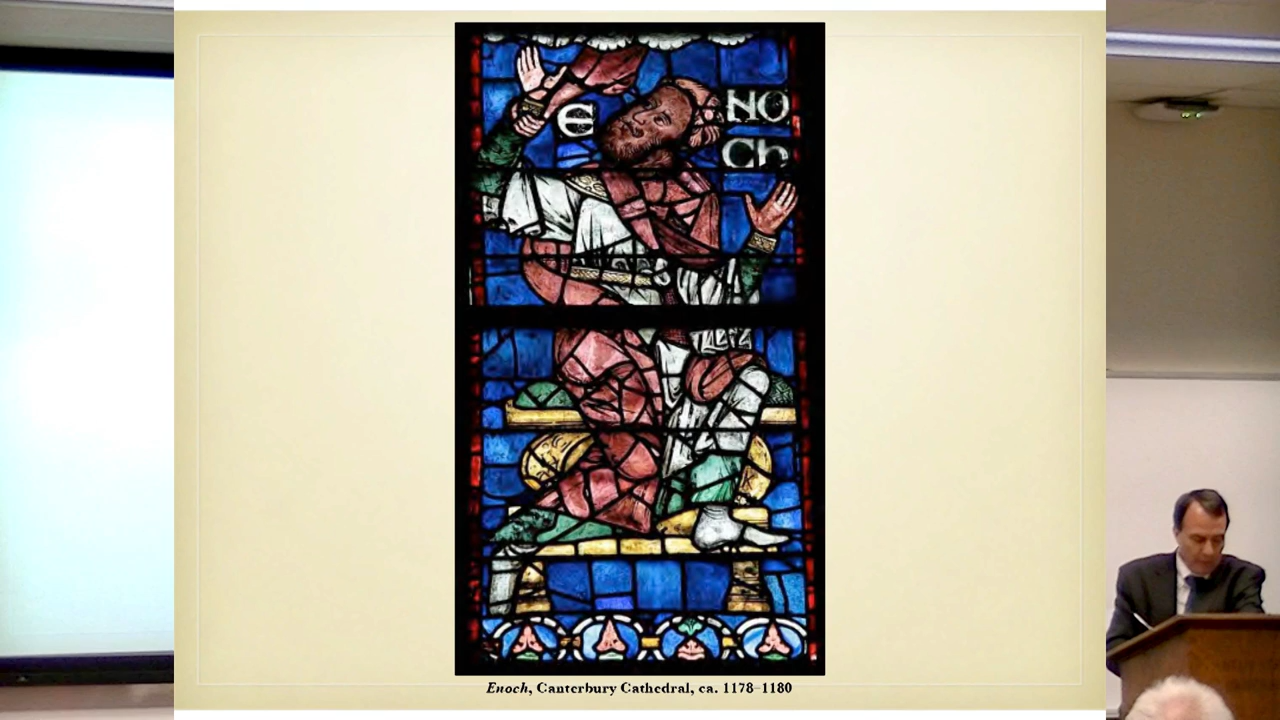 E NO
Ch
Enoch, Canterbury Cathedral, ca. 1178–1180